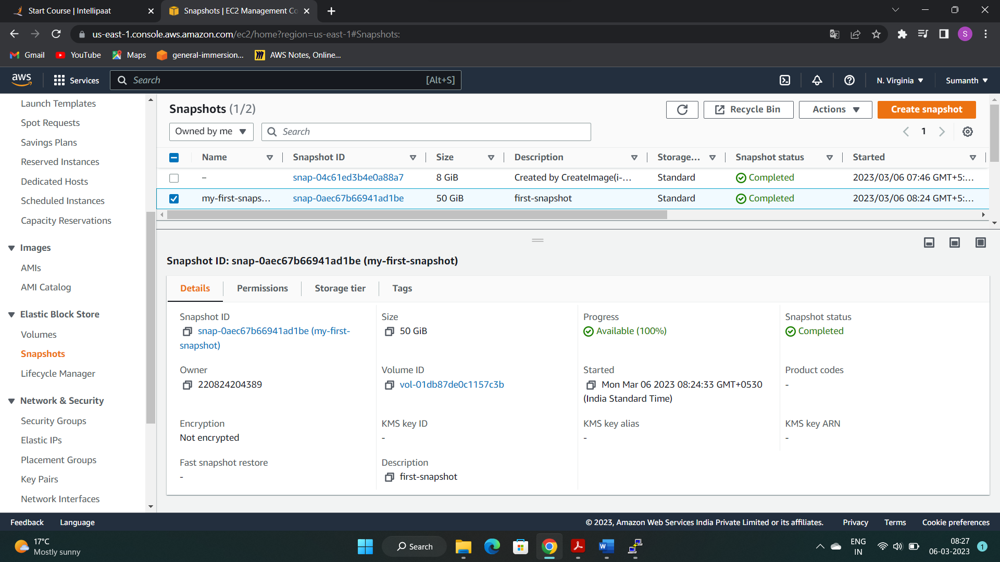 Start Course | Intellipaat
Snapshots | EC2 Management Co
us-east-1.console.aws.amazon.com/ec2/home?region=us-east-1#Snapshots:
S
Gmail
YouTube
Maps
general-immersion...
AWS Notes, Online...
aws
Services
Search
[Alt+S]
N. Virginia
Sumanth
Launch Templates
Spot Requests
Savings Plans
Reserved Instances
Dedicated Hosts
Scheduled Instances
Capacity Reservations
Images
AMIs
AMI Catalog
Elastic Block Store
Volumes
Snapshots
Lifecycle Manager
Network & Security
Security Groups
Elastic IPs
Placement Groups
Key Pairs
Network Interfaces
Snapshots (1/2)
Recycle Bin
Actions
Create snapshot
Owned by me
Search
1
Name Snapshot ID Size Description Storage... Snapshot status Started
– snap-04c61ed3b4e0a88a7 8 GiB Created by CreateImage(i-... Standard Completed 2023/03/06 07:46 GMT+5:...
my-first-snaps... snap-0aec67b66941ad1be 50 GiB first-snapshot Standard Completed 2023/03/06 08:24 GMT+5:...
Snapshot ID: snap-0aec67b66941ad1be (my-first-snapshot)
Details
Permissions
Storage tier
Tags
Snapshot ID
snap-0aec67b66941ad1be (my-first-
snapshot)
Size
50 GiB
Progress
Available (100%)
Snapshot status
Completed
Owner
220824204389
Volume ID
vol-01db87de0c1157c3b
Started
Mon Mar 06 2023 08:24:33 GMT+0530
(India Standard Time)
Product codes
-
Encryption
Not encrypted
KMS key ID
-
KMS key alias
-
KMS key ARN
-
Fast snapshot restore
-
Description
first-snapshot
Feedback
Language
© 2023, Amazon Web Services India Private Limited or its affiliates.
Privacy
Terms
Cookie preferences
17°C
Mostly sunny
Search
ENG
IN
08:27
06-03-2023
1